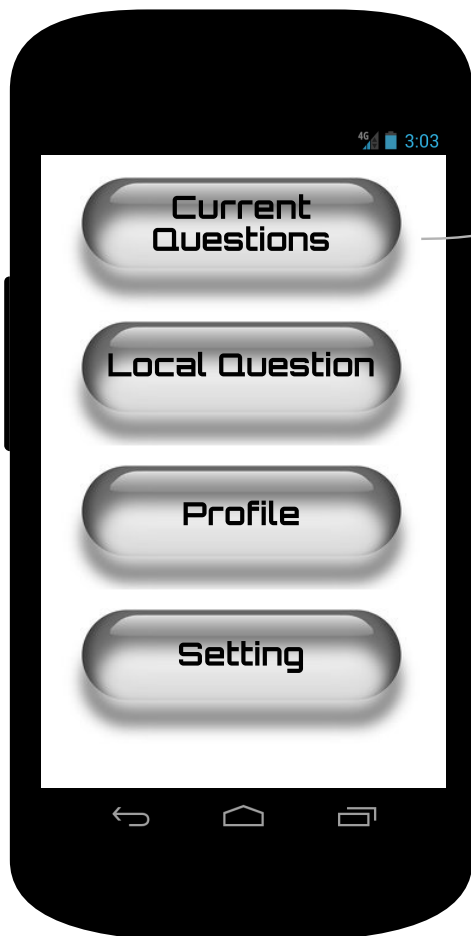 4G 3:03
Current
Questions
Local Question
Profile
Setting